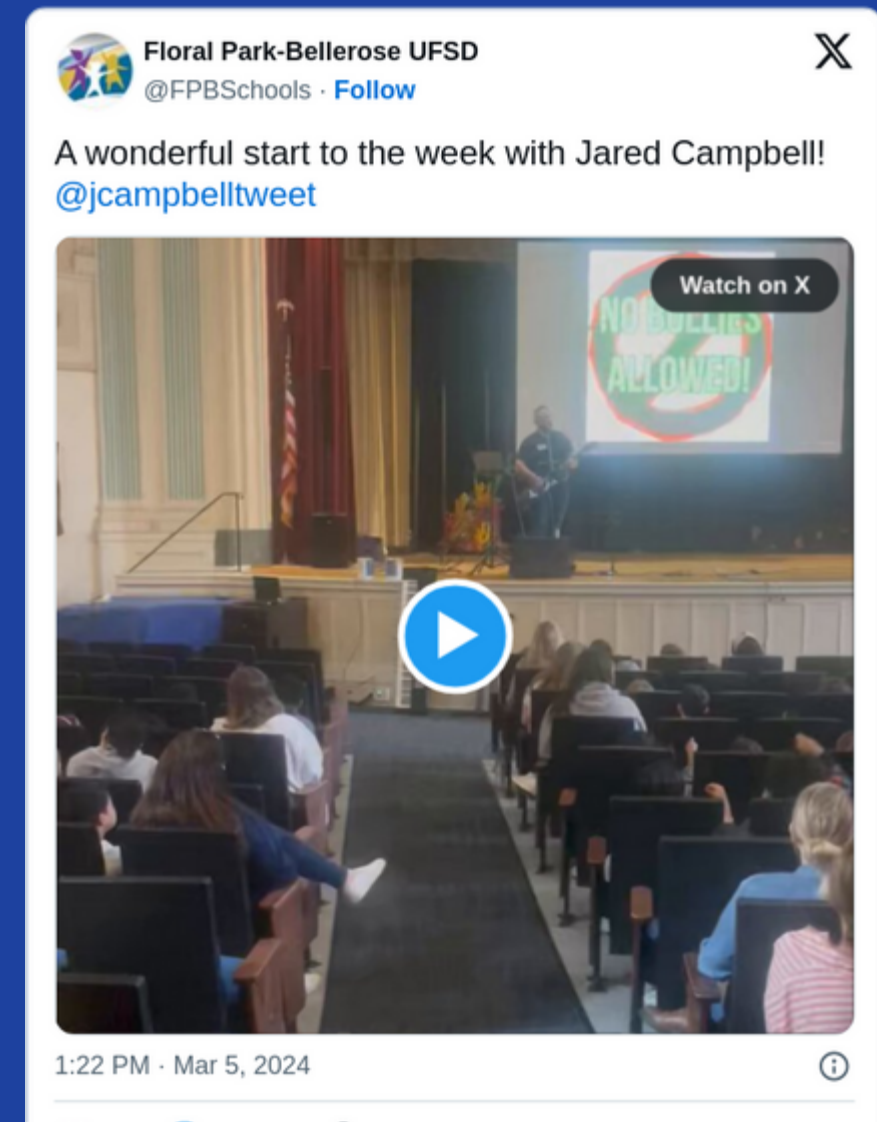 Floral Park-Bellerose UFSD
@FPBSchools · Follow
A wonderful start to the week with Jared Campbell!
@jcampbelltweet
Watch on X
NO BULLIES
ALLOWED!
1:22 PM · Mar 5, 2024